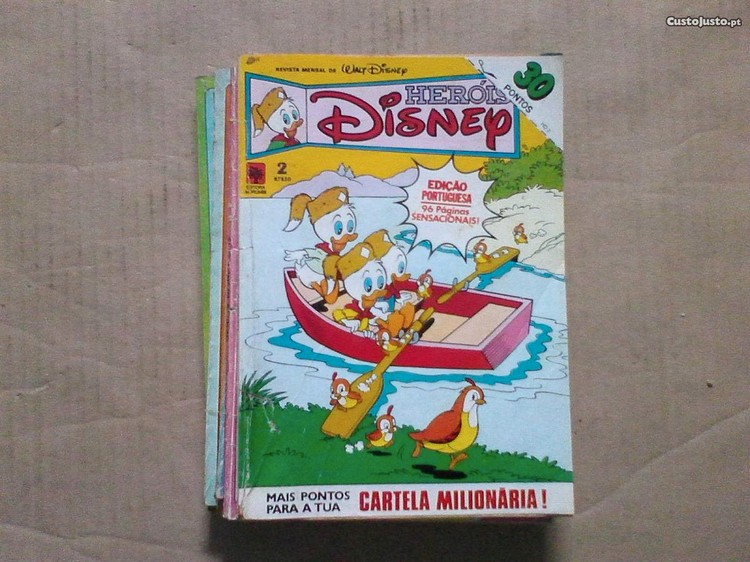 CustoJusto.pt
REVISTA MENSAL DE WALT DISNEY
30
PONTOS
HERÓIS
DISNEY
2
EDITORA
EDIÇÃO
PORTUGUESA
96 Páginas
SENSACIONAIS!
MAIS PONTOS
PARA A TUA
CARTELA MILIONÁRIA!